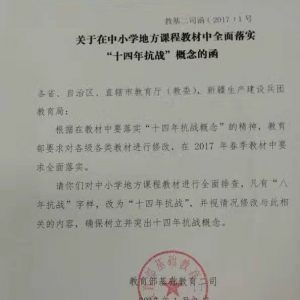 教基二司函（2017）1号
关于在中小学地方课程教材中全面落实
“十四年抗战”概念的函
各省、自治区、直辖市教育厅（教委）、新疆生产建设兵团
教育局：
根据在教材中要落实“十四年抗战概念”的精神，教育
部要求对各级各类教材进行修改，在 2017 年春季教材中要
求全面落实。
请你们对中小学地方课程教材进行全面排查，凡有“八
年抗战”字样，改为“十四年抗战”，并视情况修改与此相
关的内容，确保树立并突出十四年抗战概念。
教育部基础教育二司